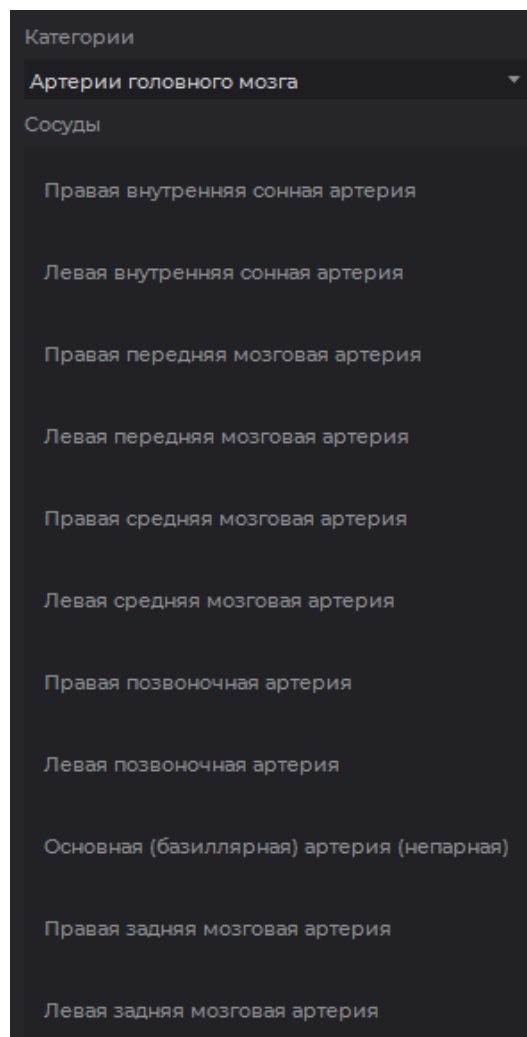 Категории
Артерии головного мозга
Сосуды
Правая внутренняя сонная артерия
Левая внутренняя сонная артерия
Правая передняя мозговая артерия
Левая передняя мозговая артерия
Правая средняя мозговая артерия
Левая средняя мозговая артерия
Правая позвоночная артерия
Левая позвоночная артерия
Основная (базиллярная) артерия (непарная)
Правая задняя мозговая артерия
Левая задняя мозговая артерия